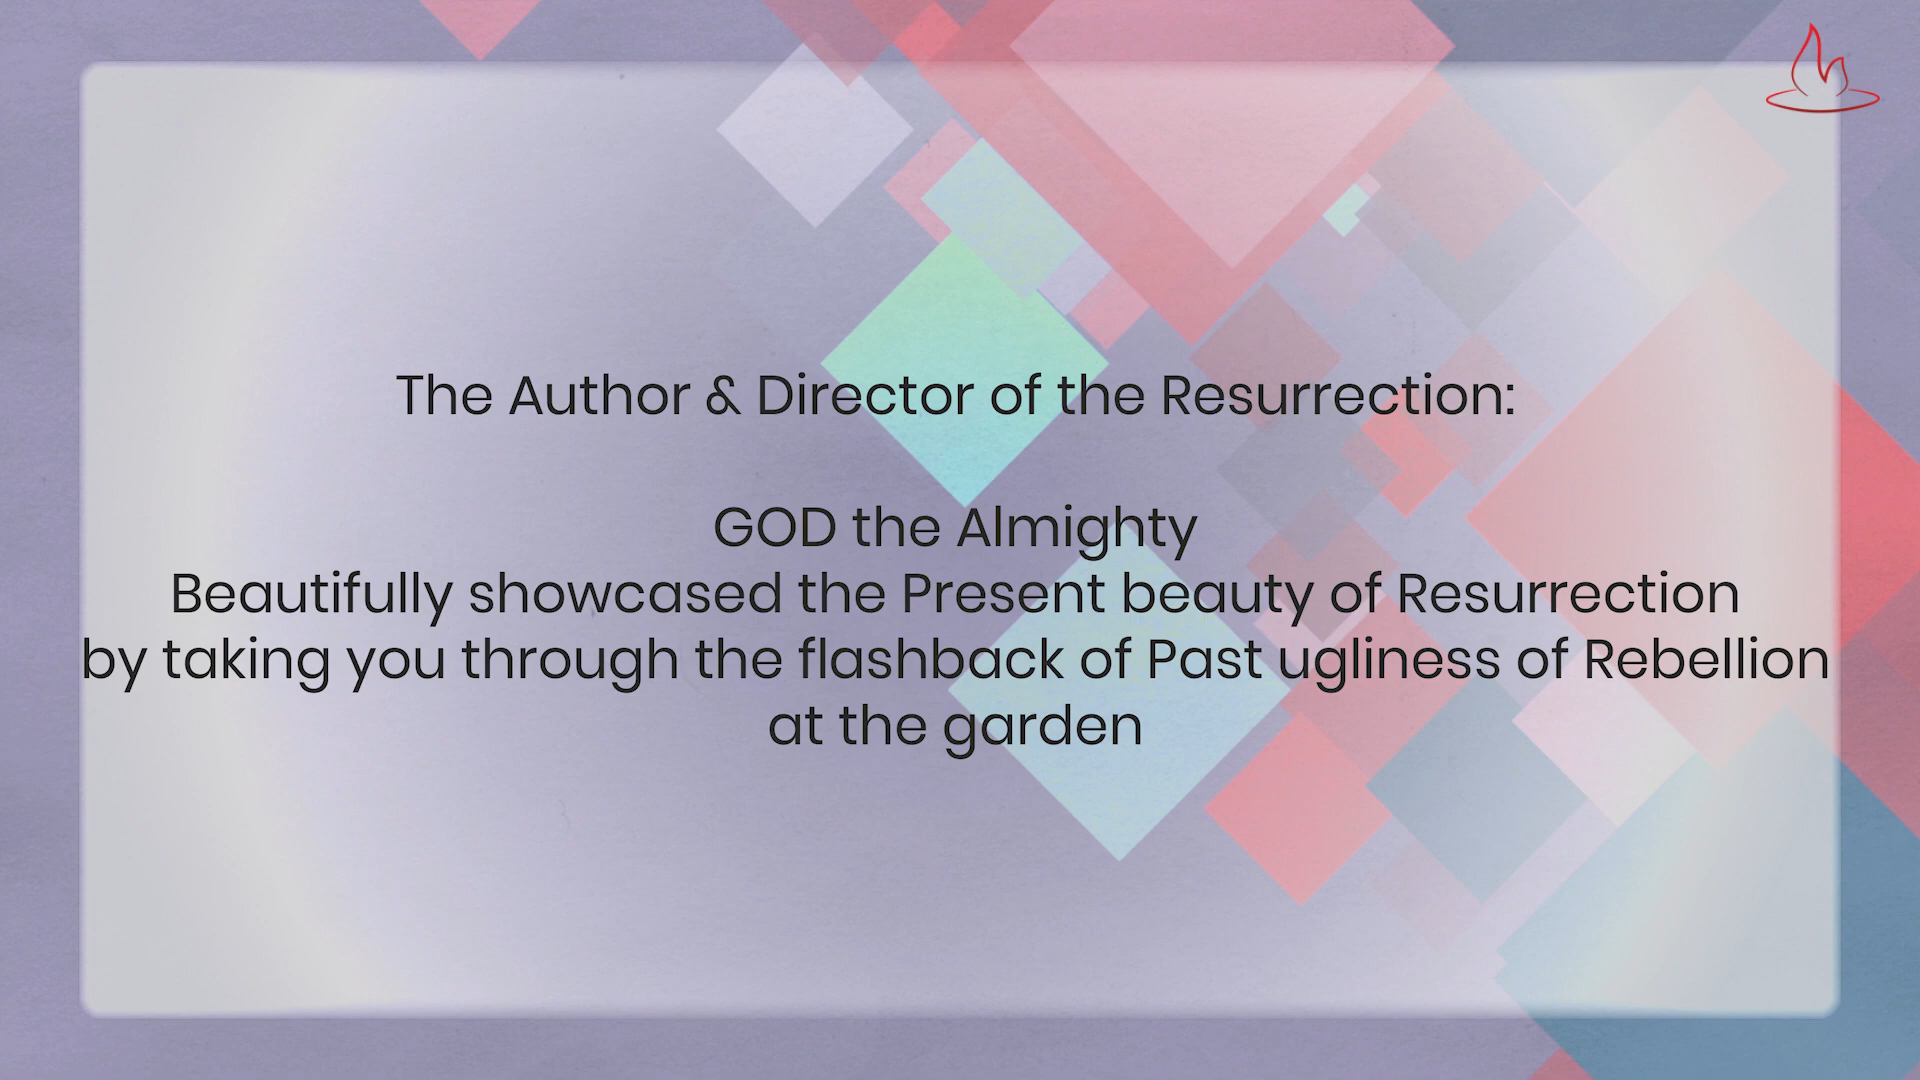 The Author & Director of the Resurrection:
GOD the Almighty
Beautifully showcased the Present beauty of Resurrection
by taking you through the flashback of Past ugliness of Rebellion
at the garden